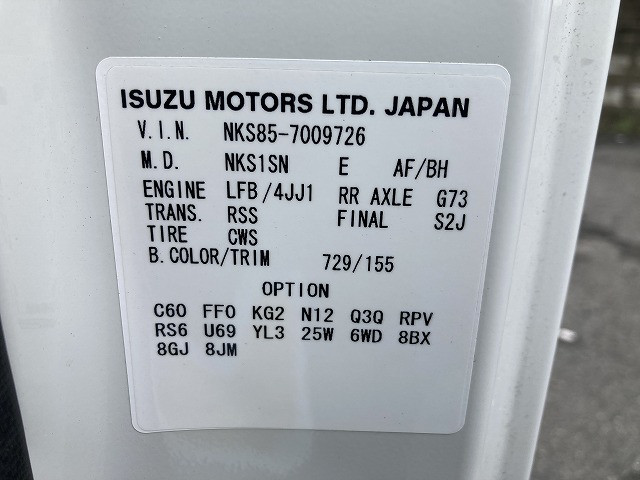 ISUZU MOTORS LTD. JAPAN
V.I.N. NKS85-7009726
M.D. NKS1SN E AF/BH
ENGINE LFB/4JJ1 RR AXLE G73
TRANS. RSS FINAL S2J
TIRE CWS
B.COLOR/TRIM 729/155
OPTION
C60 FF0 KG2 N12 Q3Q RPV
RS6 U69 YL3 25W 6WD 8BX
8GJ 8JM